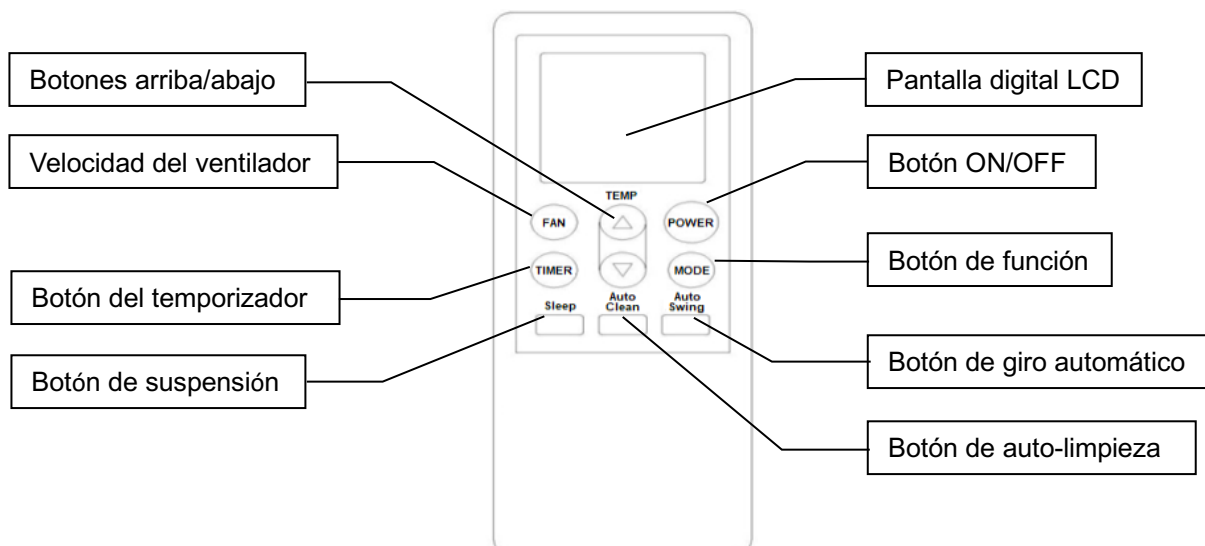 Botones arriba/abajo
Pantalla digital LCD
Velocidad del ventilador
Botón ON/OFF
TEMP
FAN
POWER
Botón de función
TIMER
MODE
Botón del temporizador
Sleep
Auto
Clean
Auto
Swing
Botón de giro automático
Botón de suspensión
Botón de auto-limpieza